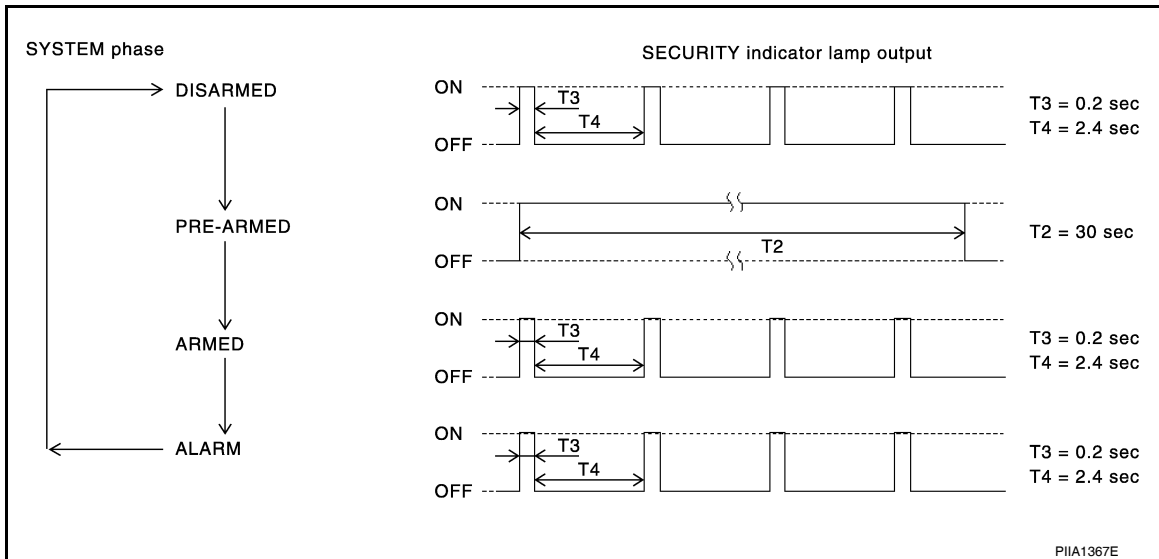 SYSTEM phase
SECURITY indicator lamp output
DISARMED
ON
T3
T4
OFF
T3 = 0.2 sec
T4 = 2.4 sec
PRE-ARMED
ON
T2
OFF
T2 = 30 sec
ARMED
ON
T3
T4
OFF
T3 = 0.2 sec
T4 = 2.4 sec
ALARM
ON
T3
T4
OFF
T3 = 0.2 sec
T4 = 2.4 sec
PIIA1367E